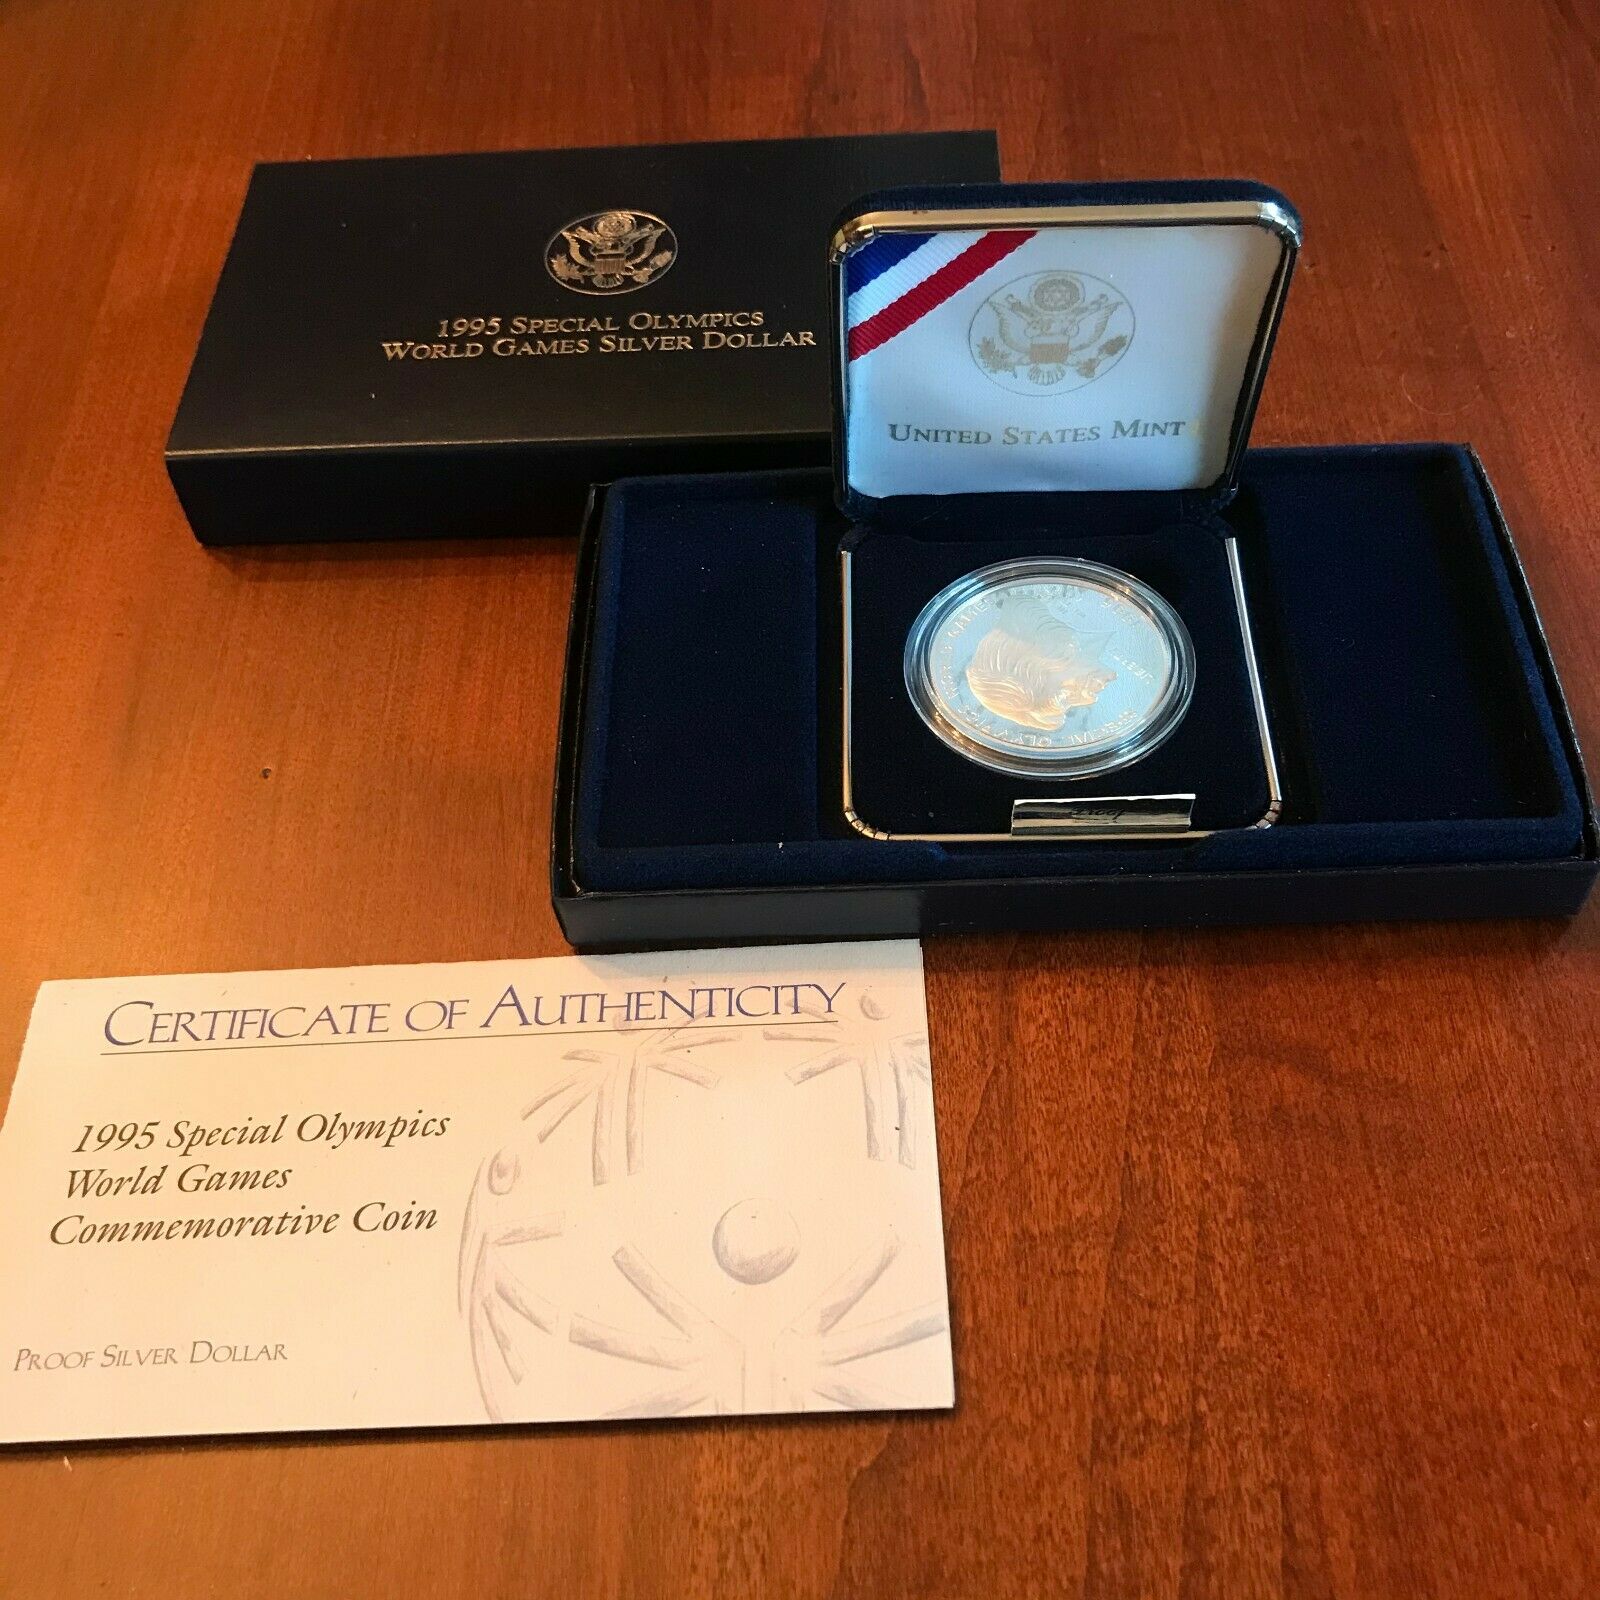 1995 SPECIAL OLYMPICS
WORLD GAMES SILVER DOLLAR
UNITED STATES MINT
Proof
CERTIFICATE OF AUTHENTICITY
1995 Special Olympics
World Games
Commemorative Coin
PROOF SILVER DOLLAR